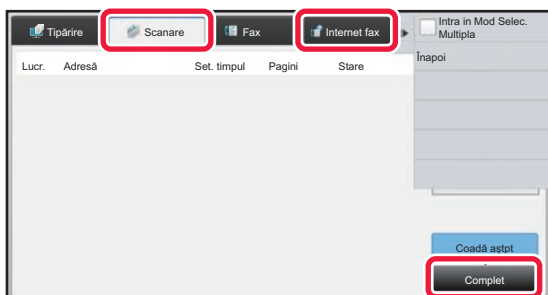 Tipărire
Scanare
Fax
Internet fax
Intra in Mod Selec.
Multipla
Înapoi
Lucr. Adresă Set. timpul Pagini Stare
Coadă aștpt
Complet